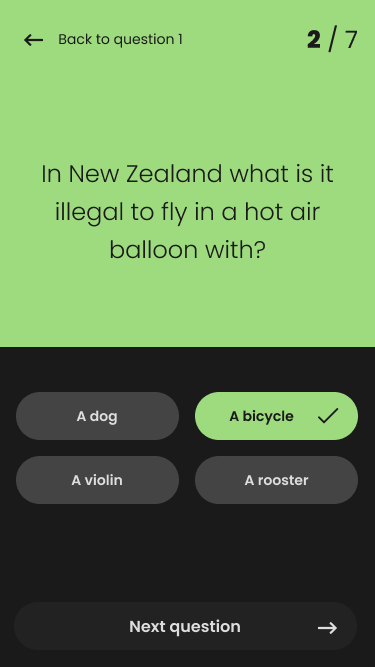 Back to question 1
2 / 7
In New Zealand what is it
illegal to fly in a hot air
balloon with?
A dog
A bicycle
A violin
A rooster
Next question